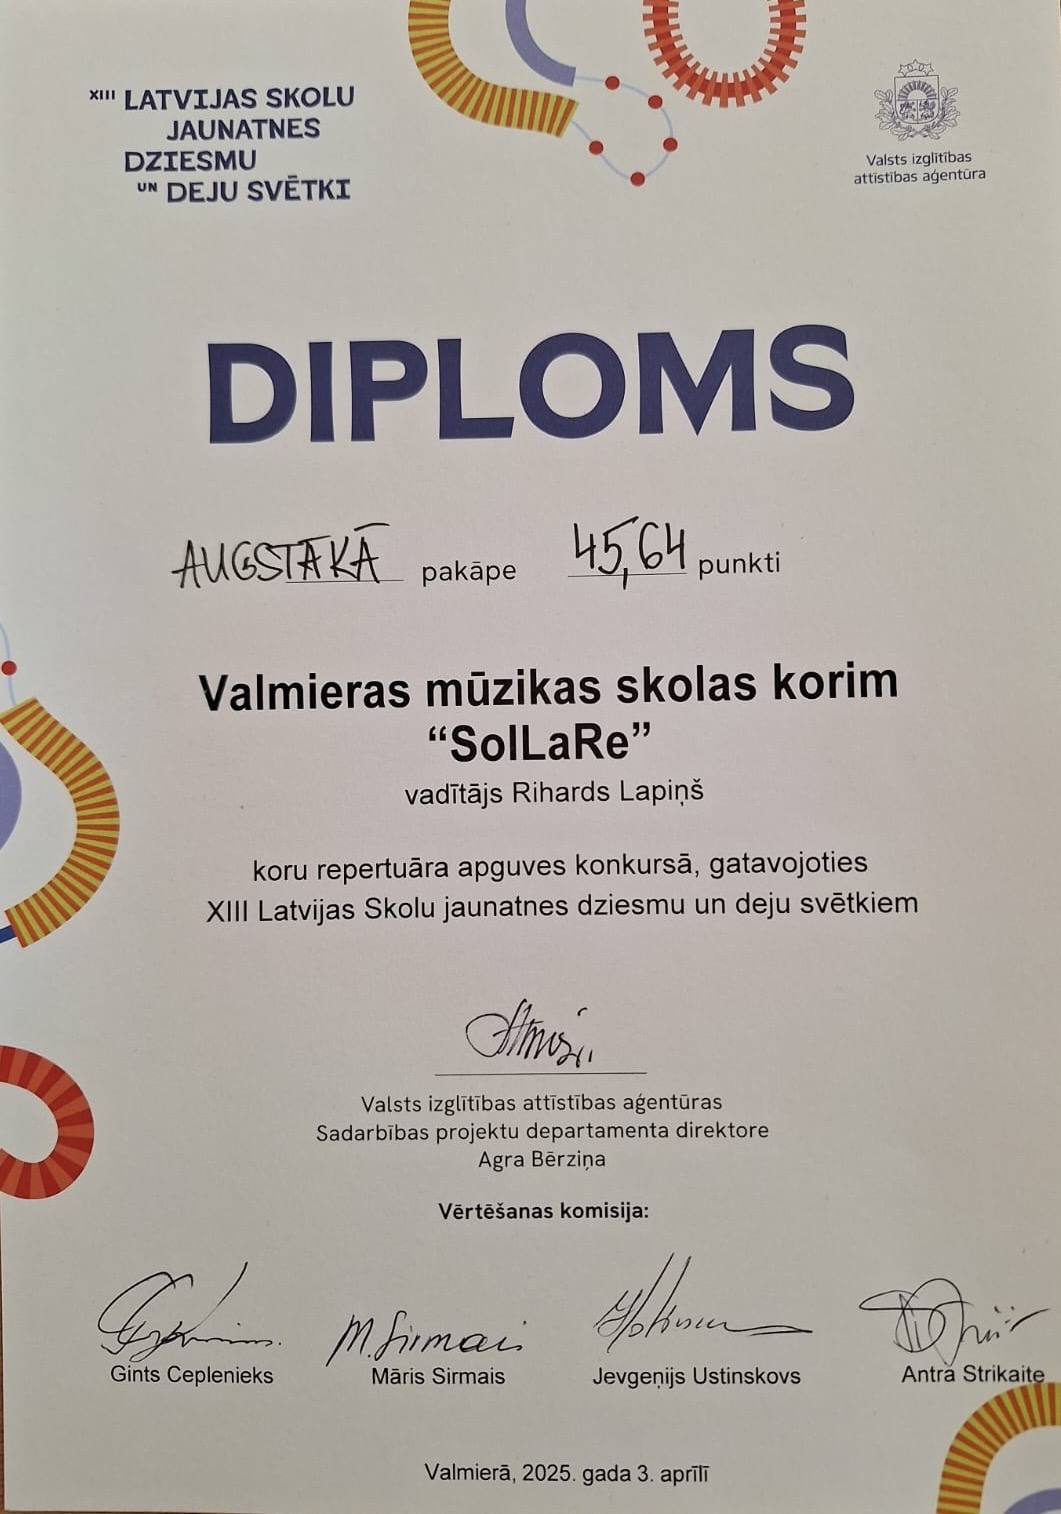 XIII LATVIJAS SKOLU
JAUNATNES
DZIESMU
UN DEJU SVĒTKI
Valsts izglītības
attīstības aģentūra
DIPLOMS
AUGSTĀKĀ pakāpe 45,64 punkti
Valmieras mūzikas skolas korim
“SolLaRe”
vadītājs Rihards Lapiņš
koru repertuāra apguves konkursā, gatavojoties
XIII Latvijas Skolu jaunatnes dziesmu un deju svētkiem
Valsts izglītības attīstības aģentūras
Sadarbības projektu departamenta direktore
Agra Bērziņa
Vērtēšanas komisija:
M. Sirmais
Gints Ceplenieks Māris Sirmais Jevgeņijs Ustinskovs Antra Strikaite
Valmierā, 2025. gada 3. aprīlī